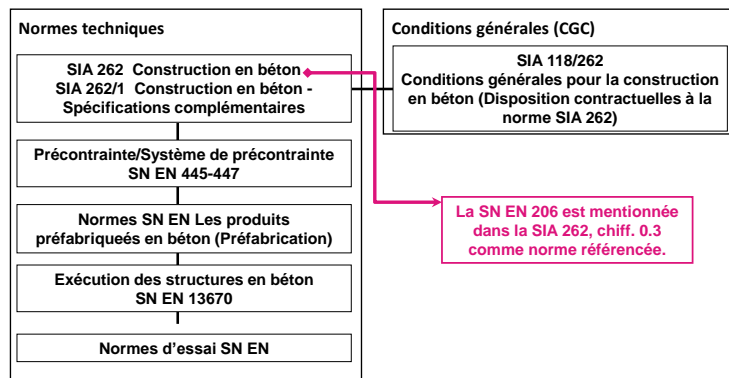 Normes techniques
SIA 262 Construction en béton
SIA 262/1 Construction en béton -
Spécifications complémentaires
Précontrainte/Système de précontrainte
SN EN 445-447
Normes SN EN Les produits
préfabriqueés en béton (Préfabrication)
Exécution des structures en béton
SN EN 13670
Normes d'essai SN EN
Conditions générales (CGC)
SIA 118/262
Conditions générales pour la construction
en béton (Disposition contractuelles à la
norme SIA 262)
La SN EN 206 est mentionnée
dans la SIA 262, chiff. 0.3
comme norme référencée.